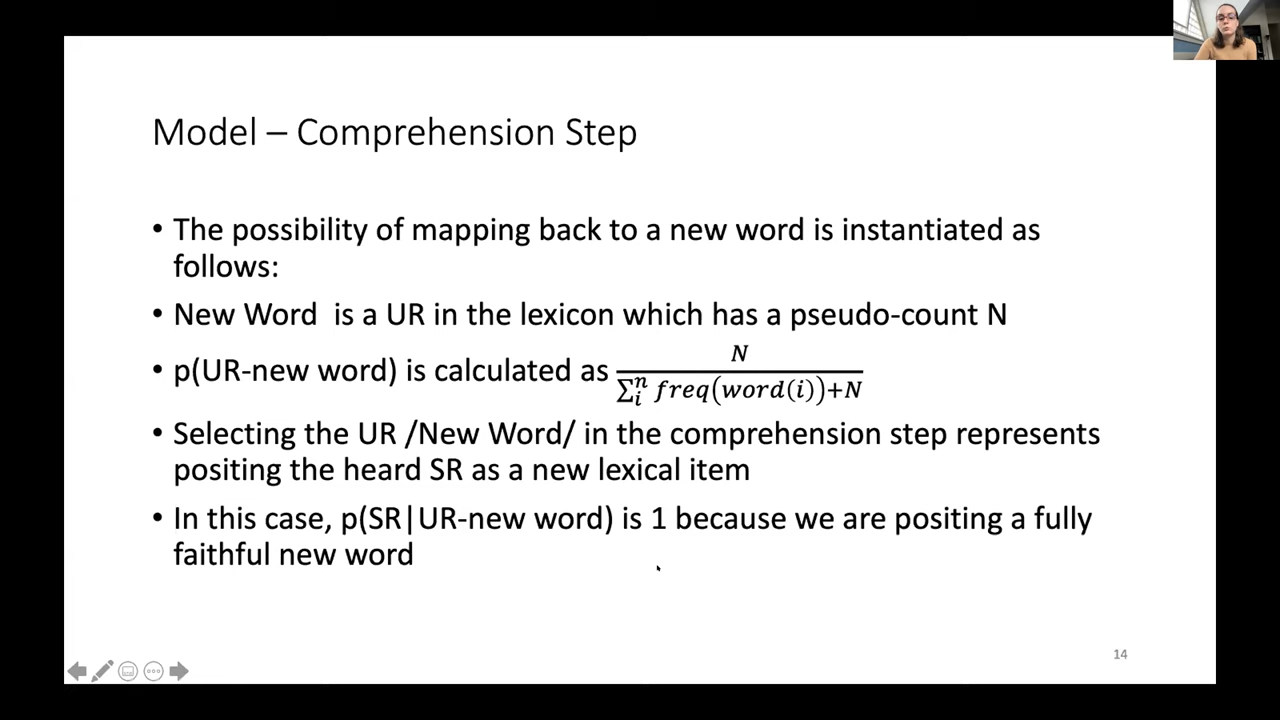 Model – Comprehension Step
• The possibility of mapping back to a new word is instantiated as
follows:
• New Word is a UR in the lexicon which has a pseudo-count N
• p(UR-new word) is calculated as $\frac{N}{\sum_{i}^{n} freq(word(i))+N}$
• Selecting the UR /New Word/ in the comprehension step represents
positing the heard SR as a new lexical item
• In this case, p(SR|UR-new word) is 1 because we are positing a fully
faithful new word
14